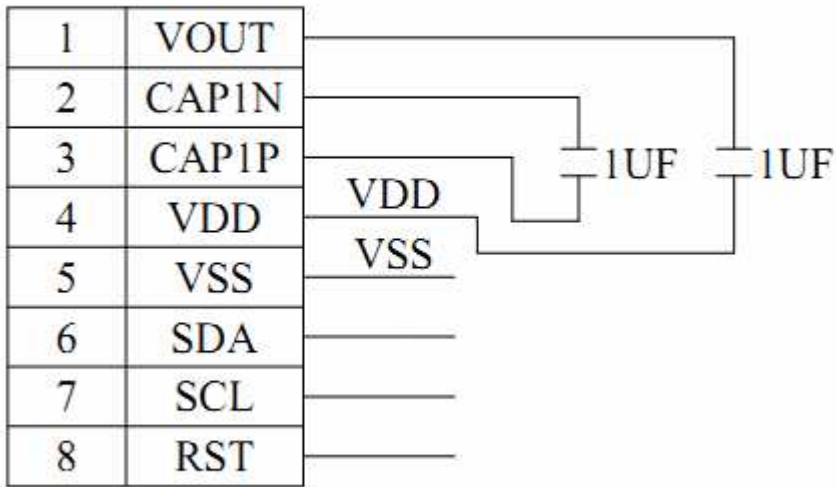 1 VOUT
2 CAP1N
3 CAP1P
1UF 1UF
4 VDD VDD
5 VSS VSS
6 SDA
7 SCL
8 RST